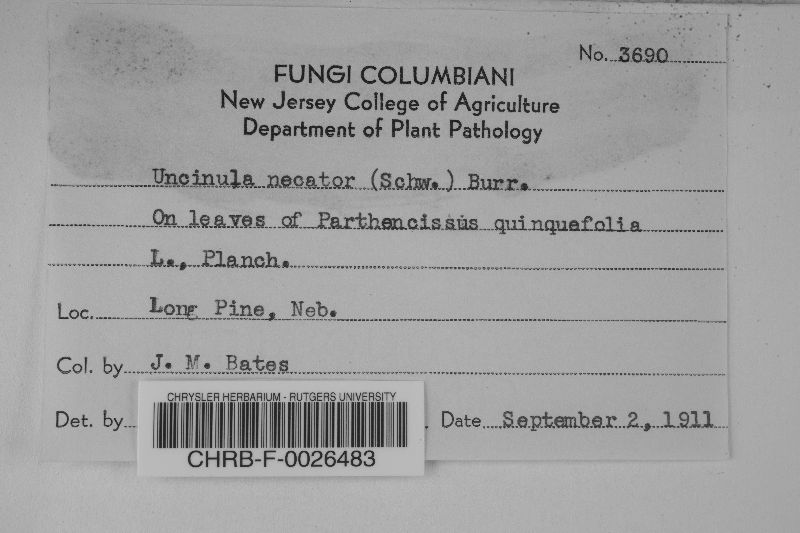 No. 3690
FUNGI COLUMBIANI
New Jersey College of Agriculture
Department of Plant Pathology
Uncinula necator (Schw.) Burr.
On leaves of Parthencissus quinquefolia
L., Planch.
Loc. Long Pine, Neb.
Col. by J. M. Bates
Det. by . Date September 2, 1911
CHRYSLER HERBARIUM - RUTGERS UNIVERSITY
CHRB-F-0026483